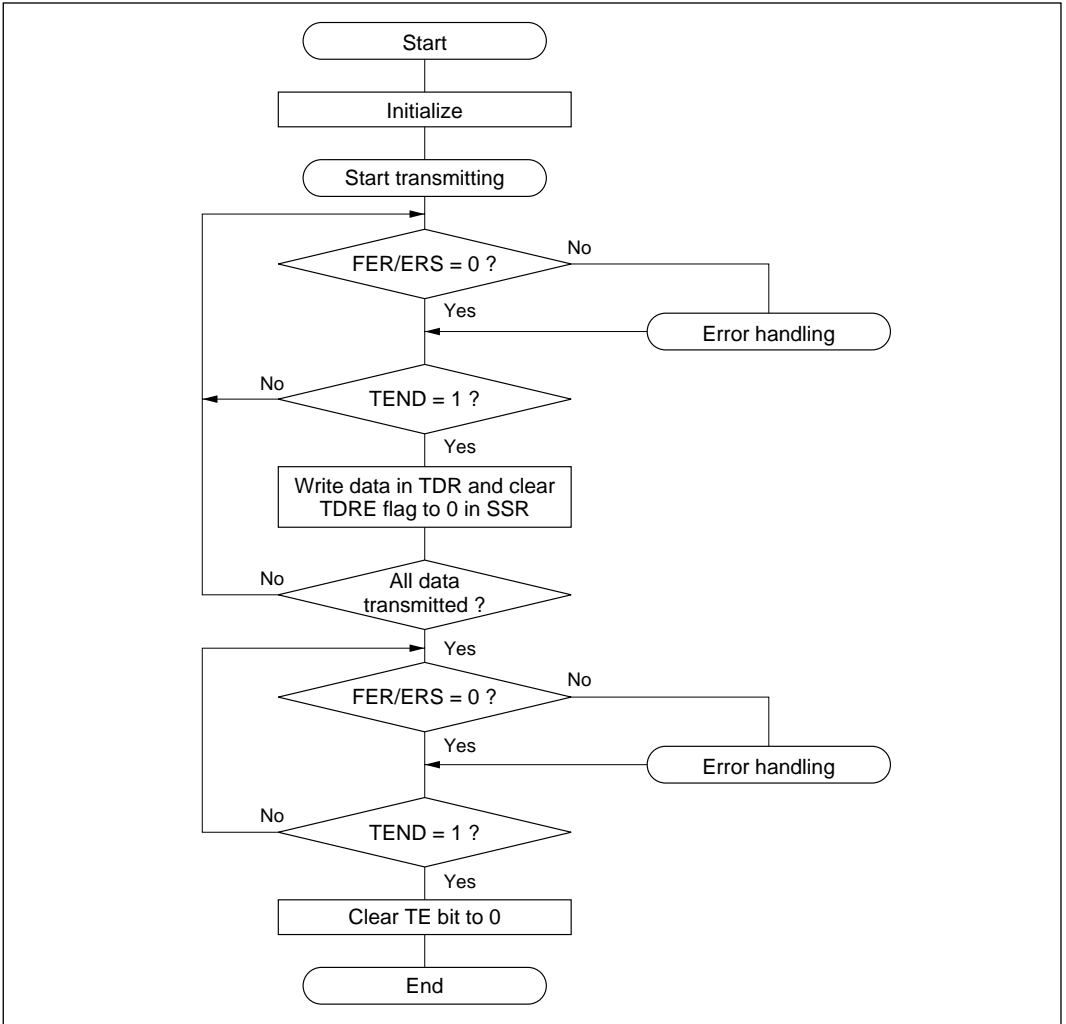 Start
Initialize
Start transmitting
FER/ERS = 0 ?
No
Yes
Error handling
No
TEND = 1 ?
Yes
Write data in TDR and clear
TDRE flag to 0 in SSR
No
All data
transmitted ?
Yes
FER/ERS = 0 ?
No
Yes
Error handling
No
TEND = 1 ?
Yes
Clear TE bit to 0
End